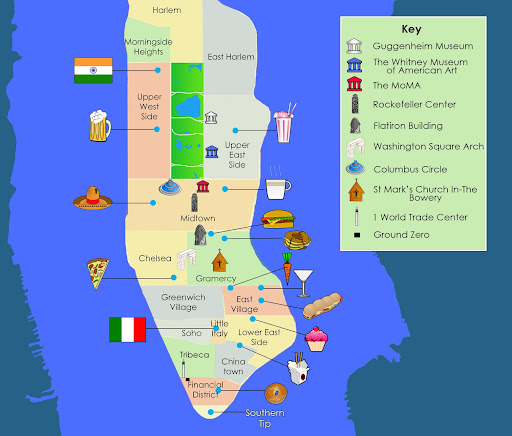 Harlem
Morningside
Heights
East Harlem
Upper
West
Side
Upper
East
Side
Midtown
Chelsea
Gramercy
Greenwich
Village
East
Village
Soho
Little
Italy
Lower East
Side
Tribeca
China
town
Financial
District
Southern
Tip
Key
Guggenheim Museum
The Whitney Museum
of American Art
The MoMA
Rockefeller Center
Flatiron Building
Washington Square Arch
Columbus Circle
St Mark's Church In-The
Bowery
1 World Trade Center
Ground Zero